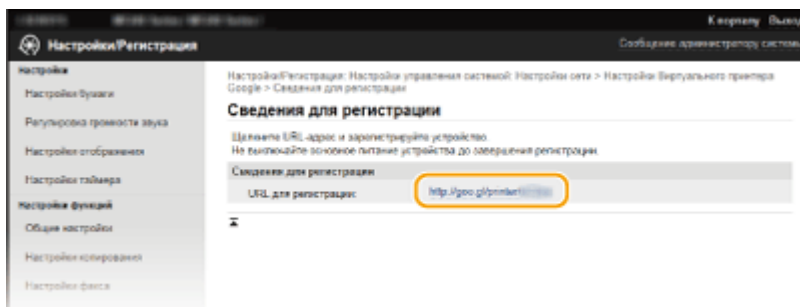 К порталу Выход
Настройки/Регистрация
Сообщение администратору системы
Настройки
Настройки бумаги
Регулировка громкости звука
Настройки отображения
Настройки таймера
Настройки функций
Общие настройки
Настройки копирования
Настройки факса
Настройки/Регистрация: Настройки управления системой: Настройки сети > Настройки Виртуального принтера
Google > Сведения для регистрации
Сведения для регистрации
Щелкните URL-адрес и зарегистрируйте устройство.
Не выключайте основное питание устройства до завершения регистрации.
Сведения для регистрации
URL для регистрации: http://goo.gl/printer/